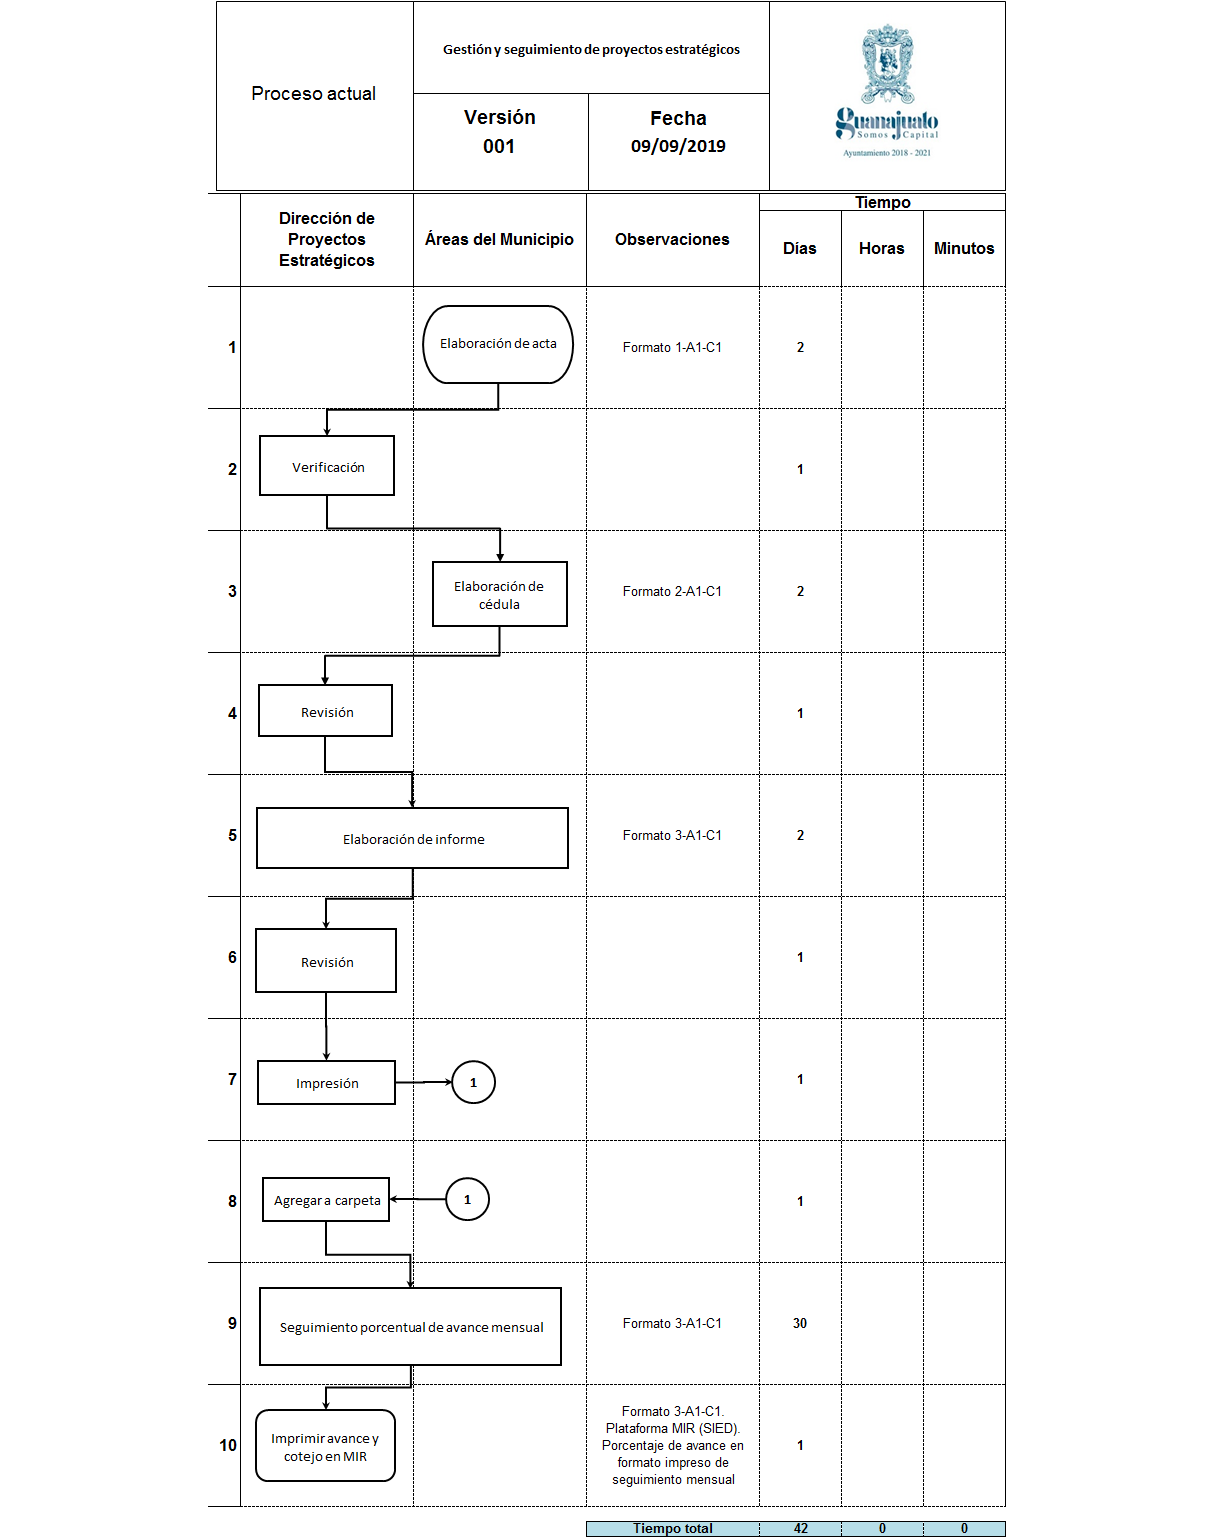 Proceso actual
Gestión y seguimiento de proyectos estratégicos
Versión
001
Fecha
09/09/2019
Guanajuato
Somos Capital
Ayuntamiento 2018 - 2021
Dirección de
Proyectos
Estratégicos
Áreas del Municipio
Observaciones
Tiempo
Días
Horas
Minutos
1
Elaboración de acta
Formato 1-A1-C1
2
2
Verificación
1
3
Elaboración de
cédula
Formato 2-A1-C1
2
4
Revisión
1
5
Elaboración de informe
Formato 3-A1-C1
2
6
Revisión
1
7
Impresión
1
1
8
Agregar a carpeta
1
1
9
Seguimiento porcentual de avance mensual
Formato 3-A1-C1
30
10
Imprimir avance y
cotejo en MIR
Formato 3-A1-C1.
Plataforma MIR (SIED).
Porcentaje de avance en
formato impreso de
seguimiento mensual
1
Tiempo total
42
0
0